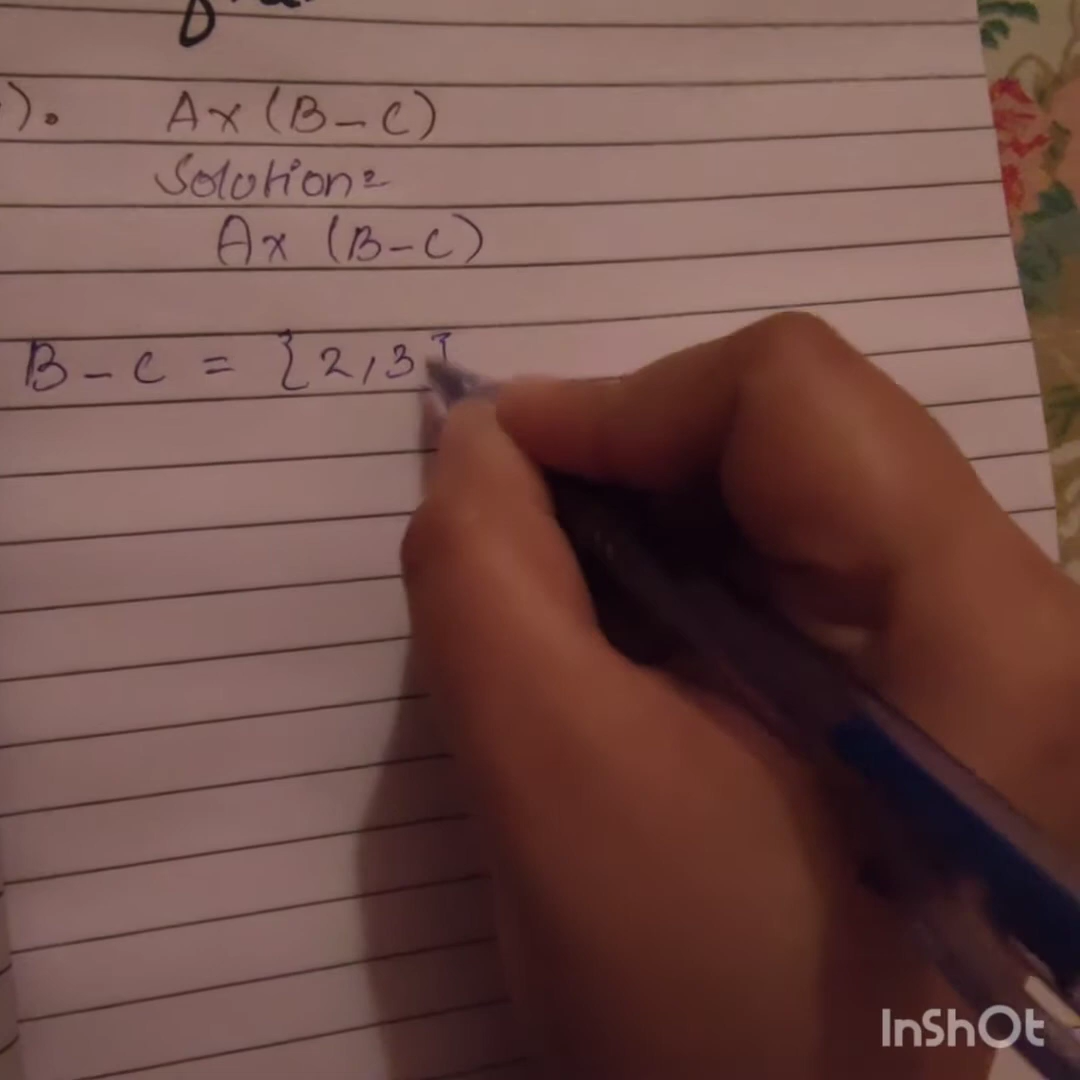 ). A x (B - C)
Solution =
A x (B - C)
B - C = {2, 3}
InShOt